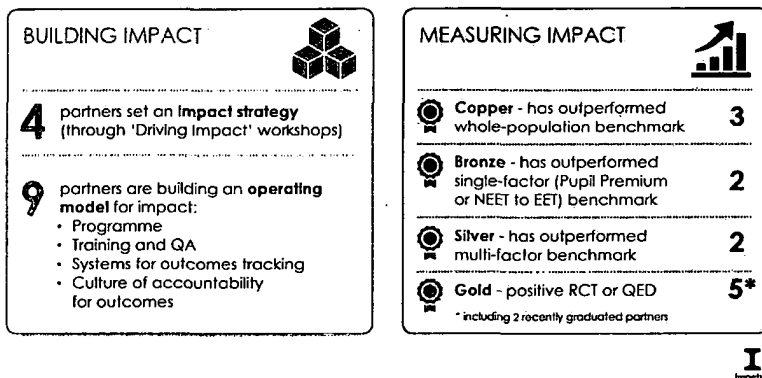 BUILDING IMPACT
4 partners set an Impact strategy
(through 'Driving Impact' workshops)
9 partners are building an operating
model for impact:
• Programme
• Training and QA
• Systems for outcomes tracking
• Culture of accountability
for outcomes
MEASURING IMPACT
Copper - has outperformed
whole-population benchmark 3
Bronze - has outperformed
single-factor (Pupil Premium
or NEET to EET) benchmark 2
Silver - has outperformed
multi-factor benchmark 2
Gold - positive RCT or QED 5*
* including 2 recently graduated partners
I